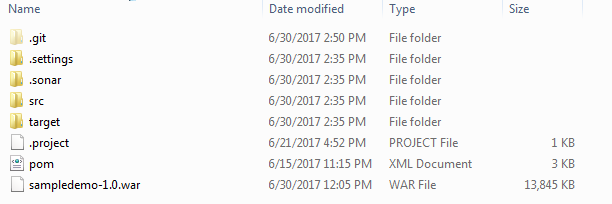 Name Date modified Type Size
.git 6/30/2017 2:50 PM File folder
.settings 6/30/2017 2:35 PM File folder
.sonar 6/30/2017 2:35 PM File folder
src 6/30/2017 2:35 PM File folder
target 6/30/2017 2:35 PM File folder
.project 6/21/2017 4:52 PM PROJECT File 1 KB
pom 6/15/2017 11:15 PM XML Document 3 KB
sampledemo-1.0.war 6/30/2017 12:05 PM WAR File 13,845 KB